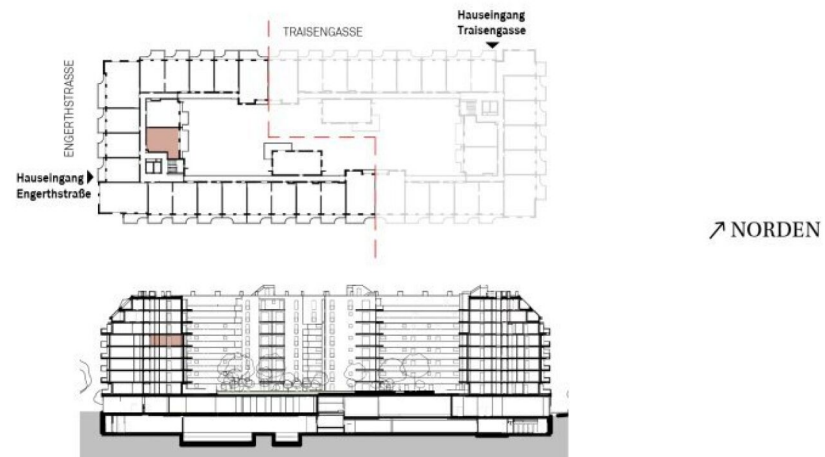 Hauseingang
Traisengasse
TRAISENGASSE
ENGERTHSTRASSE
Hauseingang
Engerthstraße
NORDEN